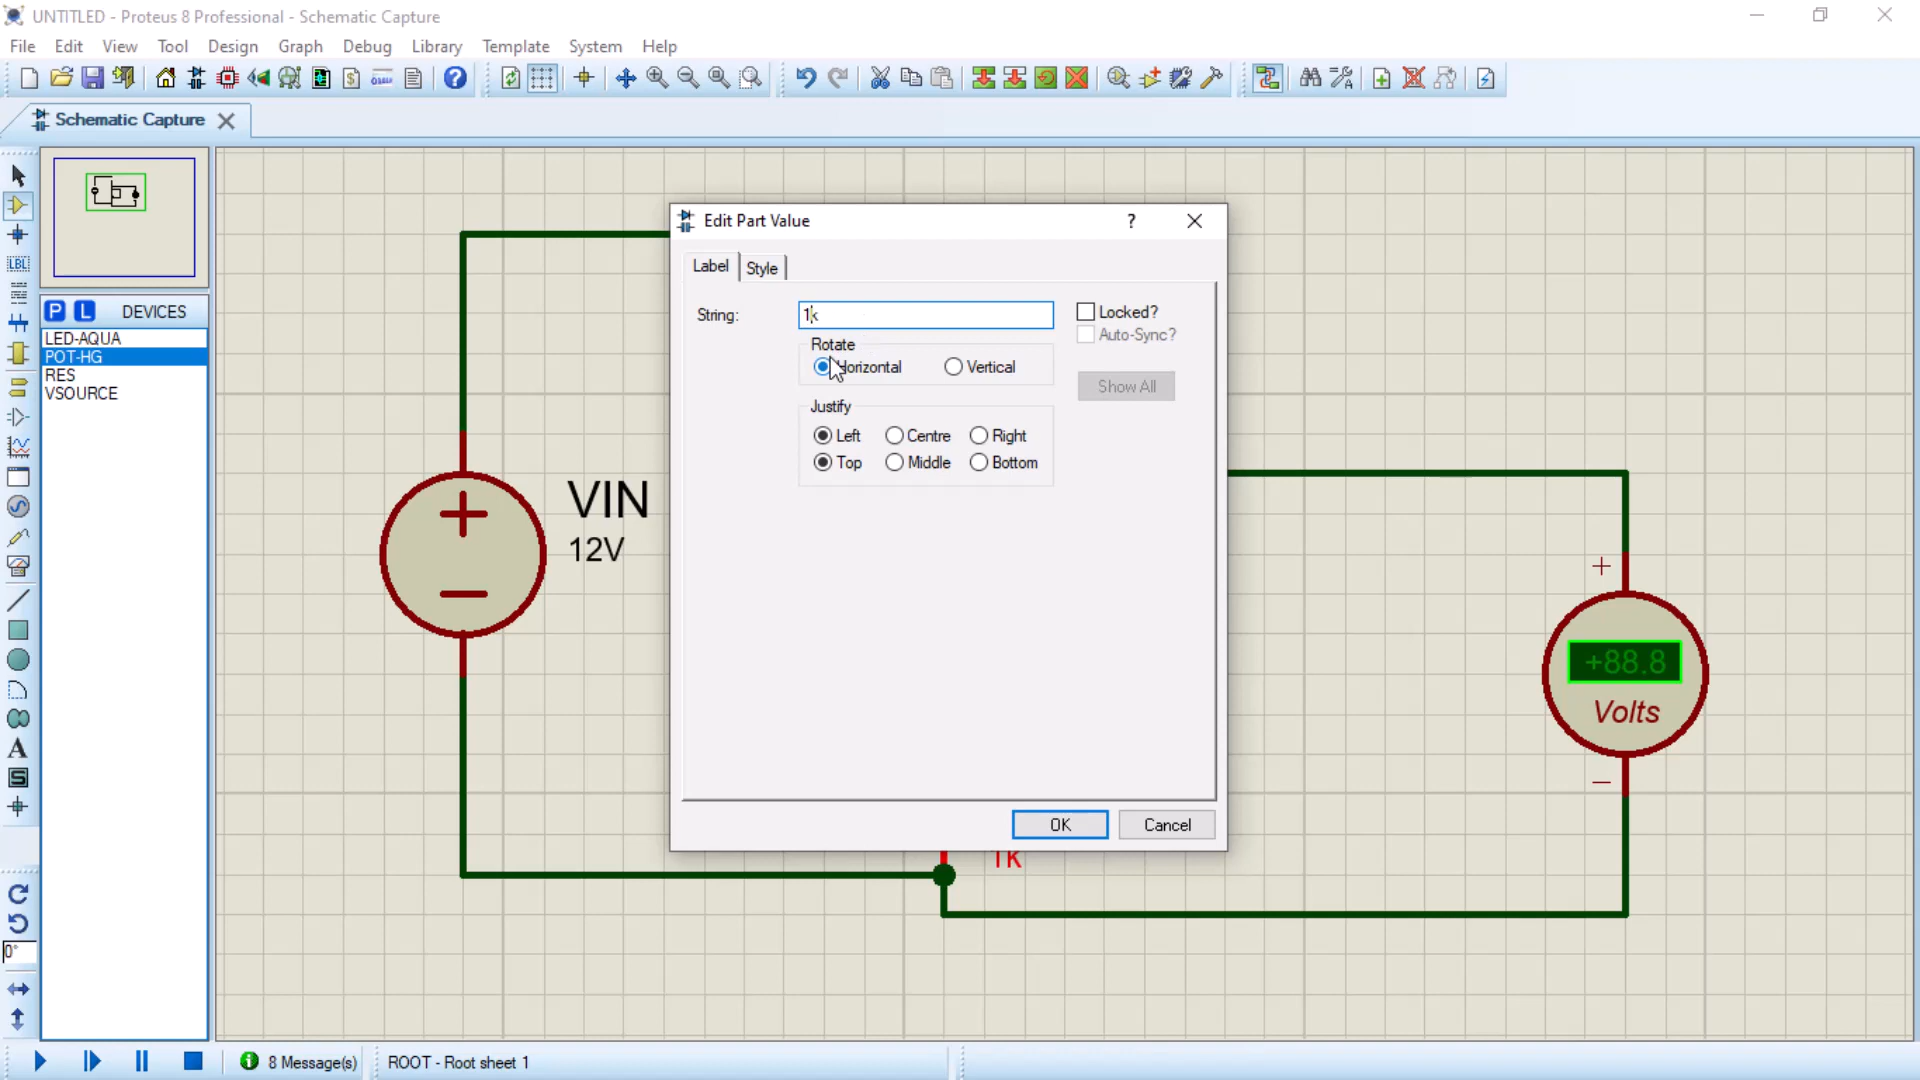 UNTITLED - Proteus 8 Professional - Schematic Capture
File Edit View Tool Design Graph Debug Library Template System Help
Schematic Capture
P L DEVICES
LED-AQUA
POT-HG
RES
VSOURCE
LBL
A
S
0°
VIN
12V
Edit Part Value
?
Label Style
String: 1k
Locked?
Auto-Sync?
Rotate
Horizontal Vertical
Show All
Justify
Left Centre Right
Top Middle Bottom
OK Cancel
1K
+
+88.8
Volts
8 Message(s) ROOT - Root sheet 1